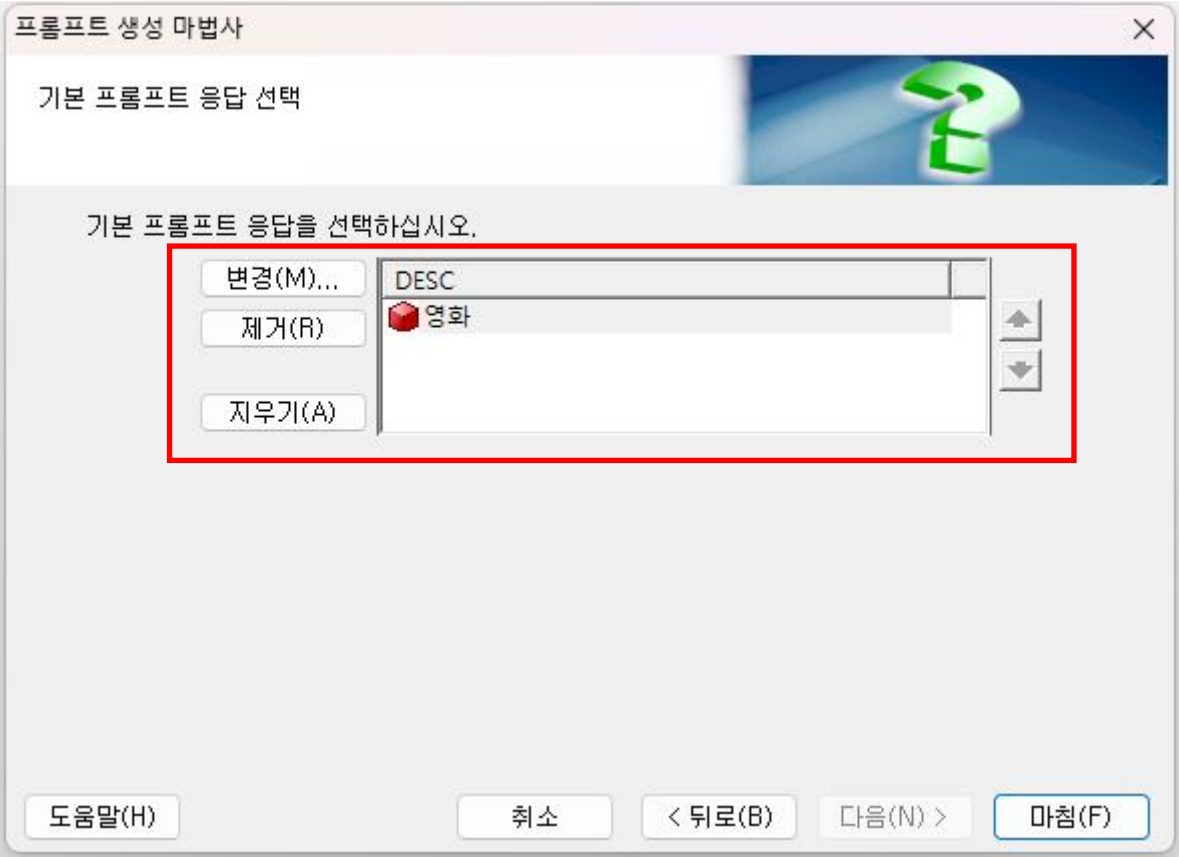 프롬프트 생성 마법사
기본 프롬프트 응답 선택
기본 프롬프트 응답을 선택하십시오.
변경(M)...
DESC
영화
제거(R)
지우기(A)
도움말(H)
취소
< 뒤로(B)
다음(N) >
마침(F)